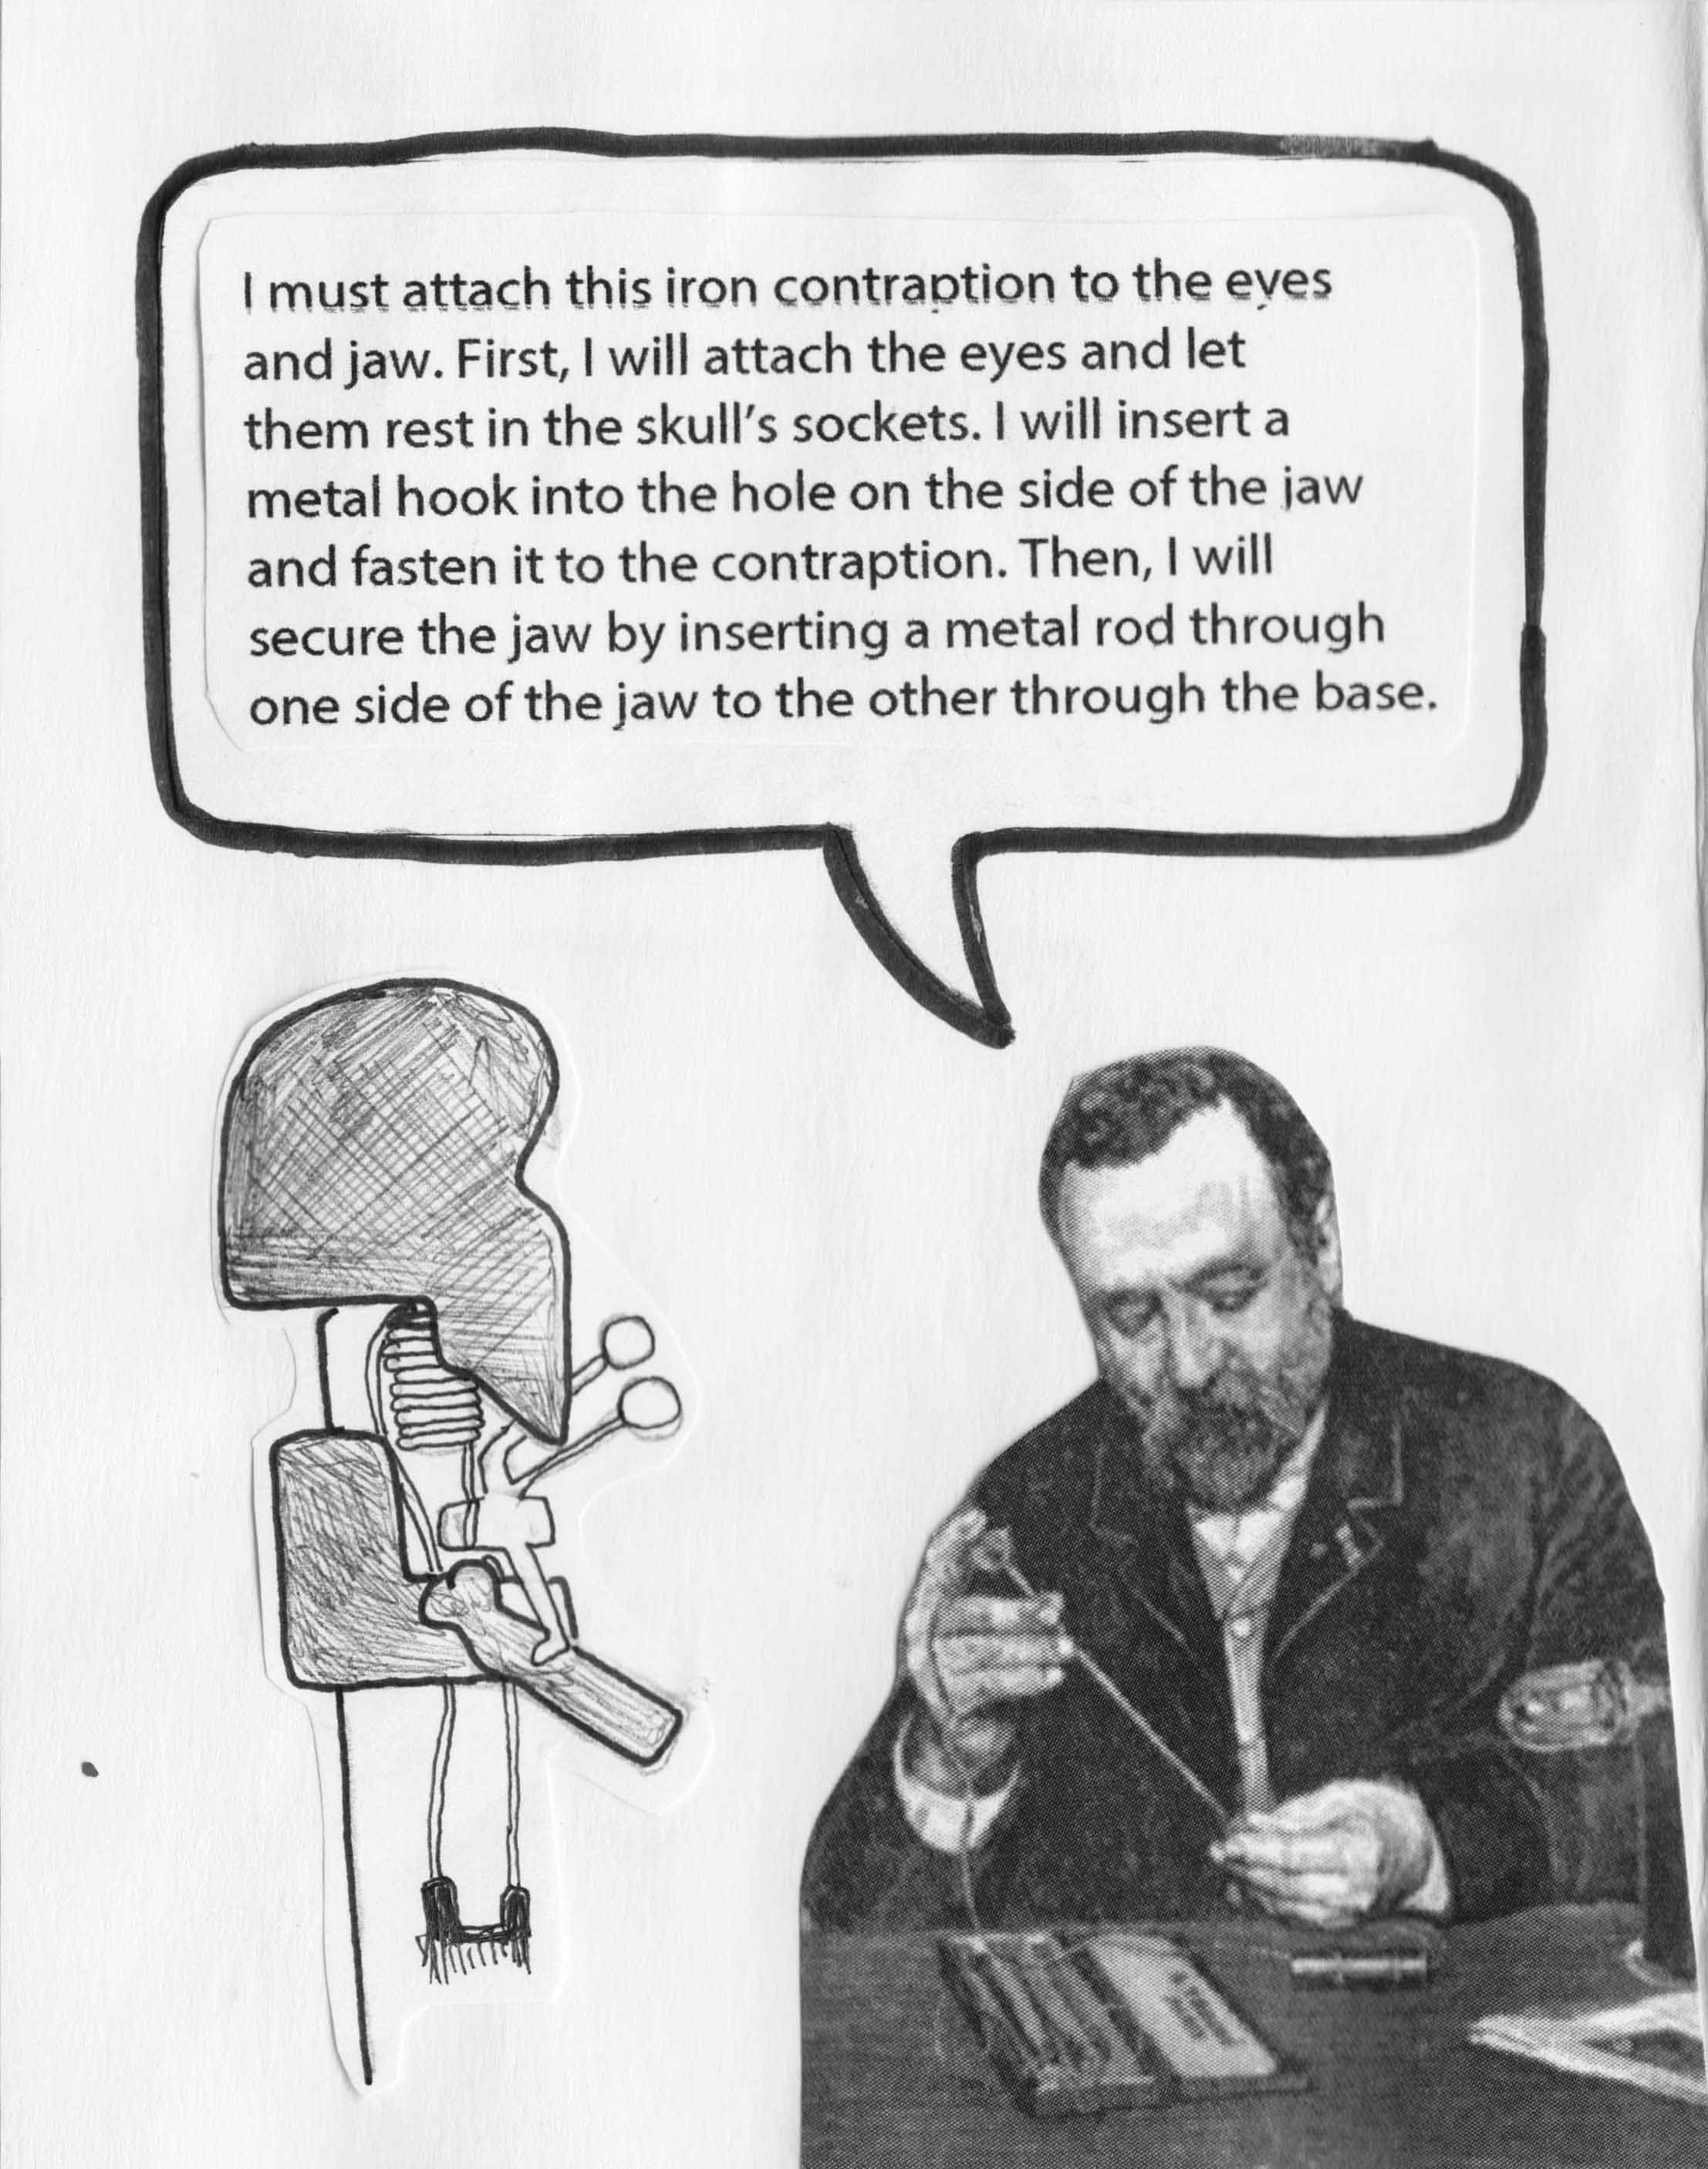 I must attach this iron contraption to the eyes
and jaw. First, I will attach the eyes and let
them rest in the skull's sockets. I will insert a
metal hook into the hole on the side of the jaw
and fasten it to the contraption. Then, I will
secure the jaw by inserting a metal rod through
one side of the jaw to the other through the base.